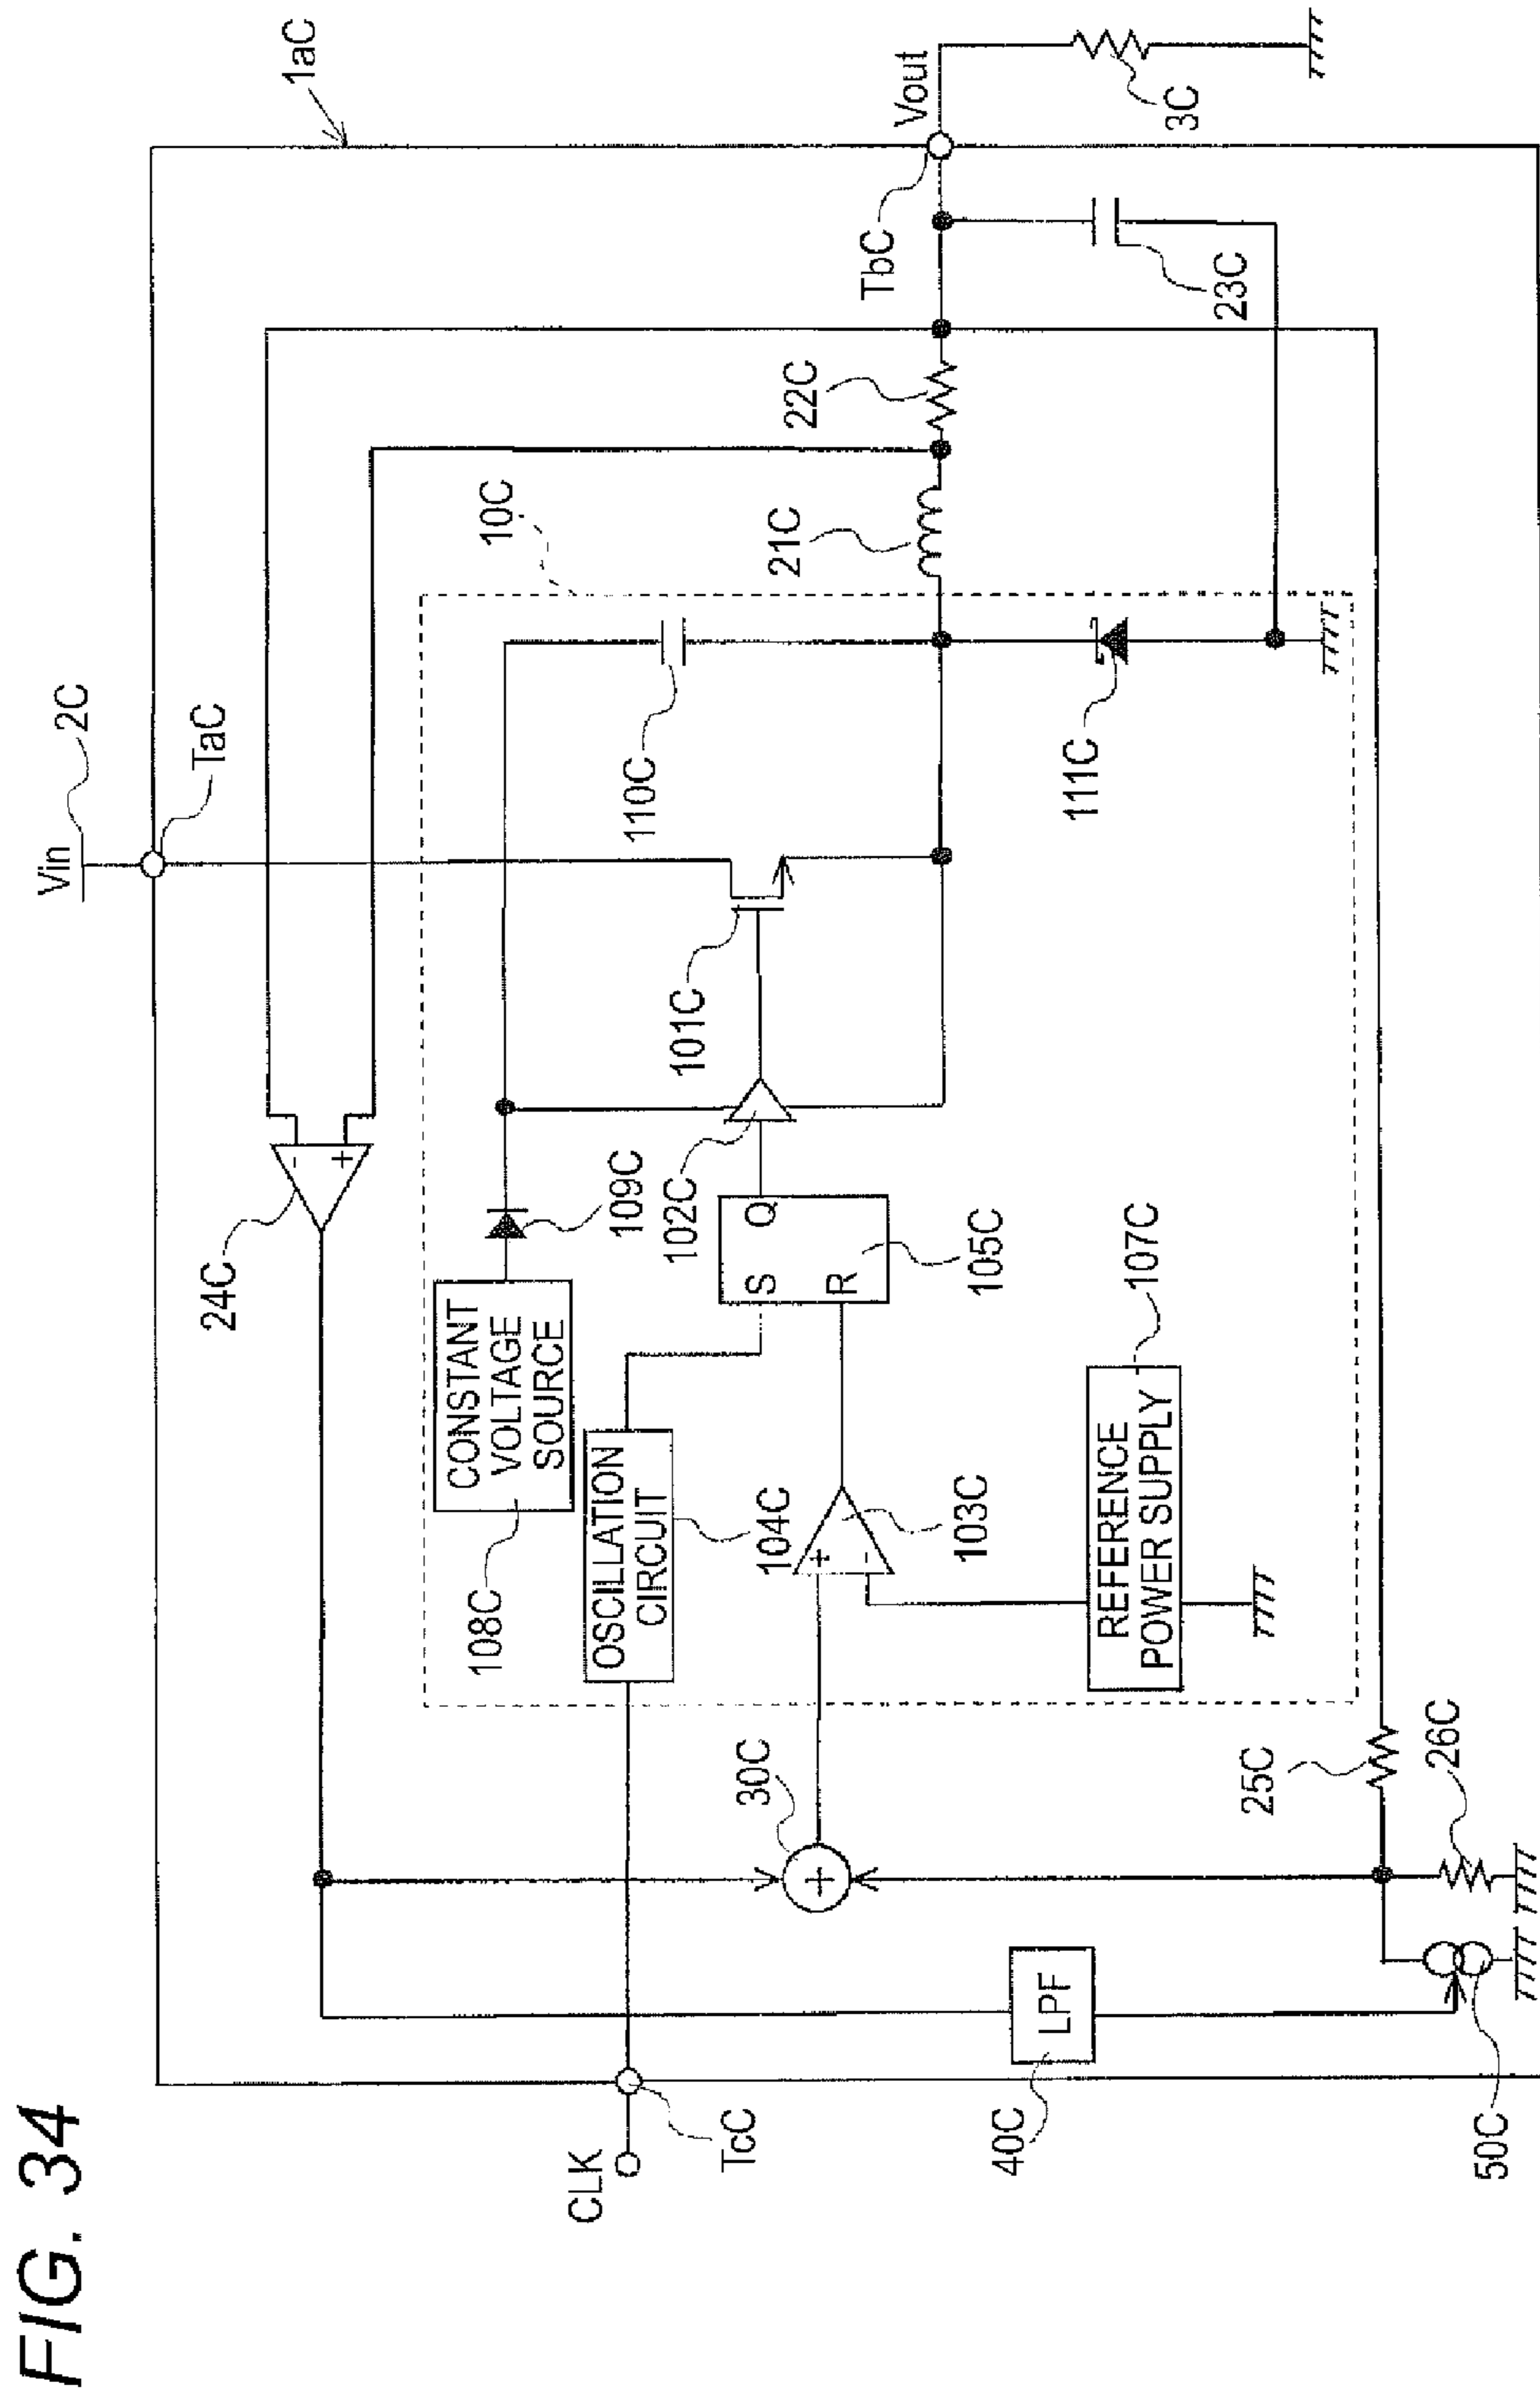 FIG. 34
Vin
2C
TaC
1aC
24C
-
+
10C
CONSTANT
VOLTAGE
SOURCE
108C
109C
110C
OSCILLATION
CIRCUIT
104C
101C
102C
S
Q
R
105C
21C
22C
TbC
Vout
CLK
TcC
30C
+
+
-
103C
111C
23C
3C
REFERENCE
POWER SUPPLY
107C
LPF
40C
25C
26C
50C